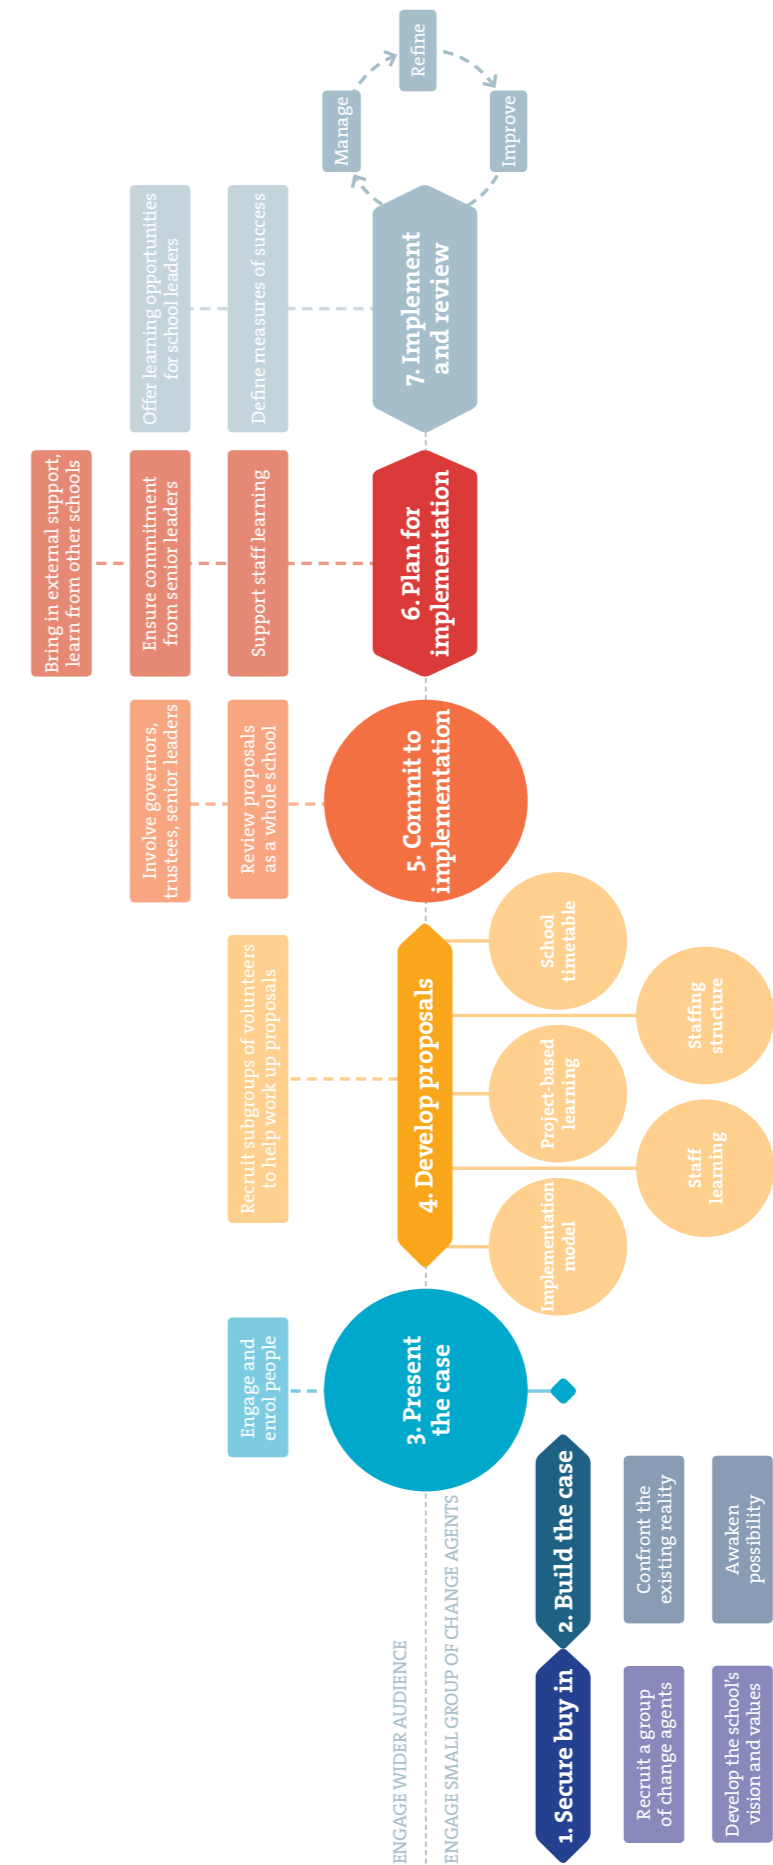 ENGAGE WIDER AUDIENCE
ENGAGE SMALL GROUP OF CHANGE AGENTS
1. Secure buy in
Recruit a group
of change agents
Develop the school’s
vision and values
2. Build the case
Confront the
existing reality
Awaken
possibility
Engage and
enrol people
3. Present
the case
Recruit subgroups of volunteers
to help work up proposals
4. Develop proposals
Implementation
model
Staff
learning
Project-based
learning
Staffing
structure
School
timetable
Involve governors,
trustees, senior leaders
Review proposals
as a whole school
5. Commit to
implementation
Bring in external support,
learn from other schools
Ensure commitment
from senior leaders
Support staff learning
6. Plan for
implementation
Offer learning opportunities
for school leaders
Define measures of success
7. Implement
and review
Manage
Refine
Improve